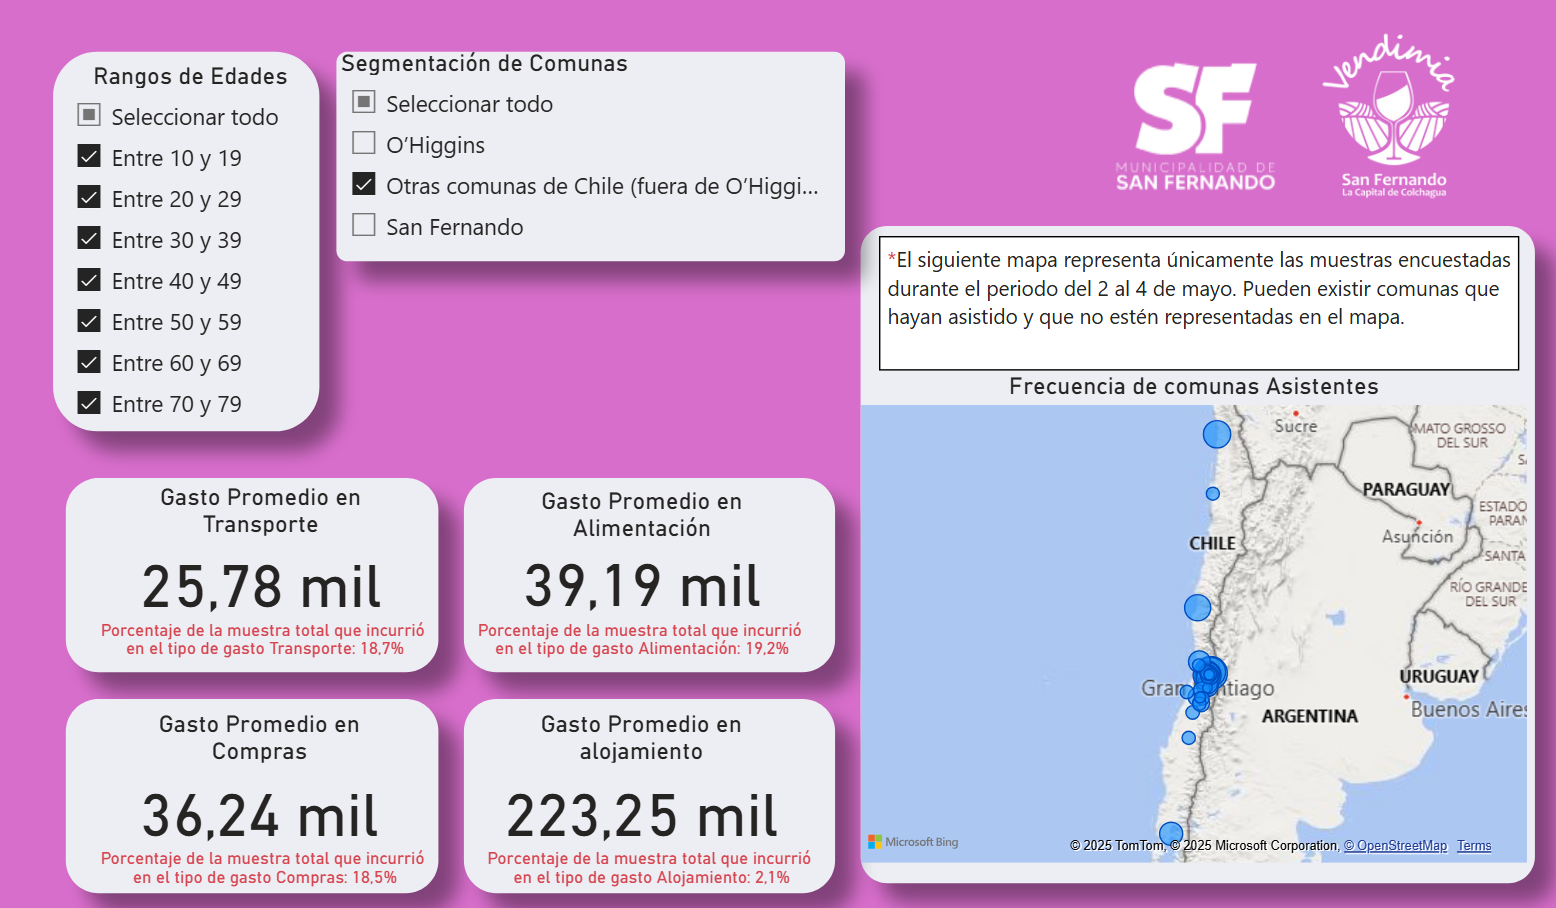 Rangos de Edades
Seleccionar todo
Entre 10 y 19
Entre 20 y 29
Entre 30 y 39
Entre 40 y 49
Entre 50 y 59
Entre 60 y 69
Entre 70 y 79
Segmentación de Comunas
Seleccionar todo
O’Higgins
Otras comunas de Chile (fuera de O’Higgi...
San Fernando
SF
MUNICIPALIDAD DE
SAN FERNANDO
Vendimia
San Fernando
La Capital de Colchagua
*El siguiente mapa representa únicamente las muestras encuestadas
durante el periodo del 2 al 4 de mayo. Pueden existir comunas que
hayan asistido y que no estén representadas en el mapa.
Frecuencia de comunas Asistentes
Sucre
MATO GROSSO
DEL SUR
PARAGUAY
ESTADO
PARAN
Asunción
CHILE
SANTA
RÍO GRANDE
DEL SUR
URUGUAY
Gran
ntiago
ARGENTINA
Buenos Aires
Microsoft Bing
© 2025 TomTom, © 2025 Microsoft Corporation, © OpenStreetMap Terms
Gasto Promedio en
Transporte
25,78 mil
Porcentaje de la muestra total que incurrió
en el tipo de gasto Transporte: 18,7%
Gasto Promedio en
Alimentación
39,19 mil
Porcentaje de la muestra total que incurrió
en el tipo de gasto Alimentación: 19,2%
Gasto Promedio en
Compras
36,24 mil
Porcentaje de la muestra total que incurrió
en el tipo de gasto Compras: 18,5%
Gasto Promedio en
alojamiento
223,25 mil
Porcentaje de la muestra total que incurrió
en el tipo de gasto Alojamiento: 2,1%